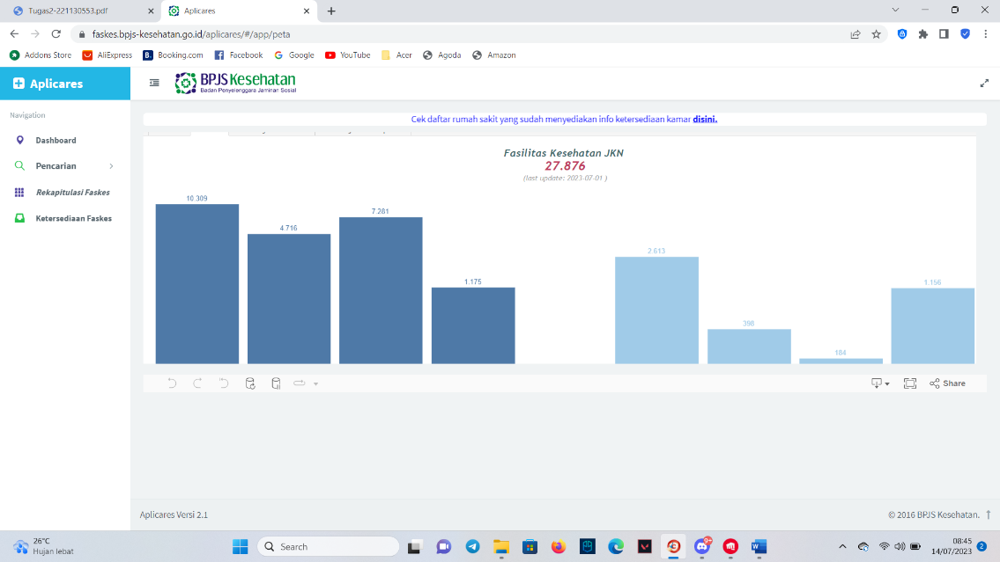 Tugas2-221130553.pdf
Aplicares
faskes.bpjs-kesehatan.go.id/aplicares/#/app/peta
Addons Store
AliExpress
Booking.com
Facebook
Google
YouTube
Acer
Agoda
Amazon
Aplicares
BPJS Kesehatan
Badan Penyelenggara Jaminan Sosial
Navigation
Dashboard
Pencarian
Rekapitulasi Faskes
Ketersediaan Faskes
Cek daftar rumah sakit yang sudah menyediakan info ketersediaan kamar disini.
Fasilitas Kesehatan JKN
27.876
(last update: 2023-07-01 )
10.309
4.716
7.281
1.175
2.613
398
184
1.156
Share
Aplicares Versi 2.1
© 2016 BPJS Kesehatan.
26°C
Hujan lebat
Search
9+
08:45
14/07/2023
2